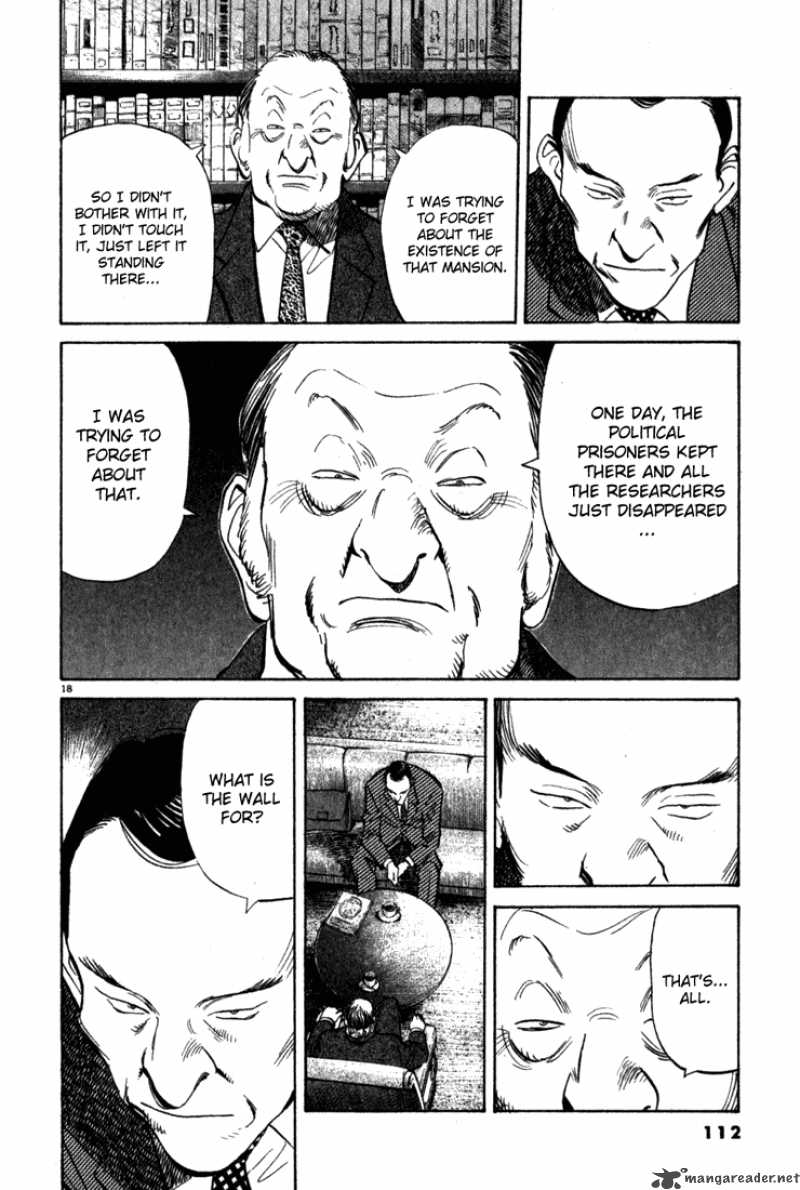 I WAS TRYING
TO FORGET
ABOUT THE
EXISTENCE OF
THAT MANSION.
SO I DIDN'T
BOTHER WITH IT,
I DIDN'T TOUCH
IT, JUST LEFT IT
STANDING
THERE...
ONE DAY, THE
POLITICAL
PRISONERS KEPT
THERE AND ALL
THE RESEARCHERS
JUST DISAPPEARED
...
I WAS
TRYING TO
FORGET
ABOUT
THAT.
18
THAT'S...
ALL.
WHAT IS
THE WALL
FOR?
112
mangareader.net